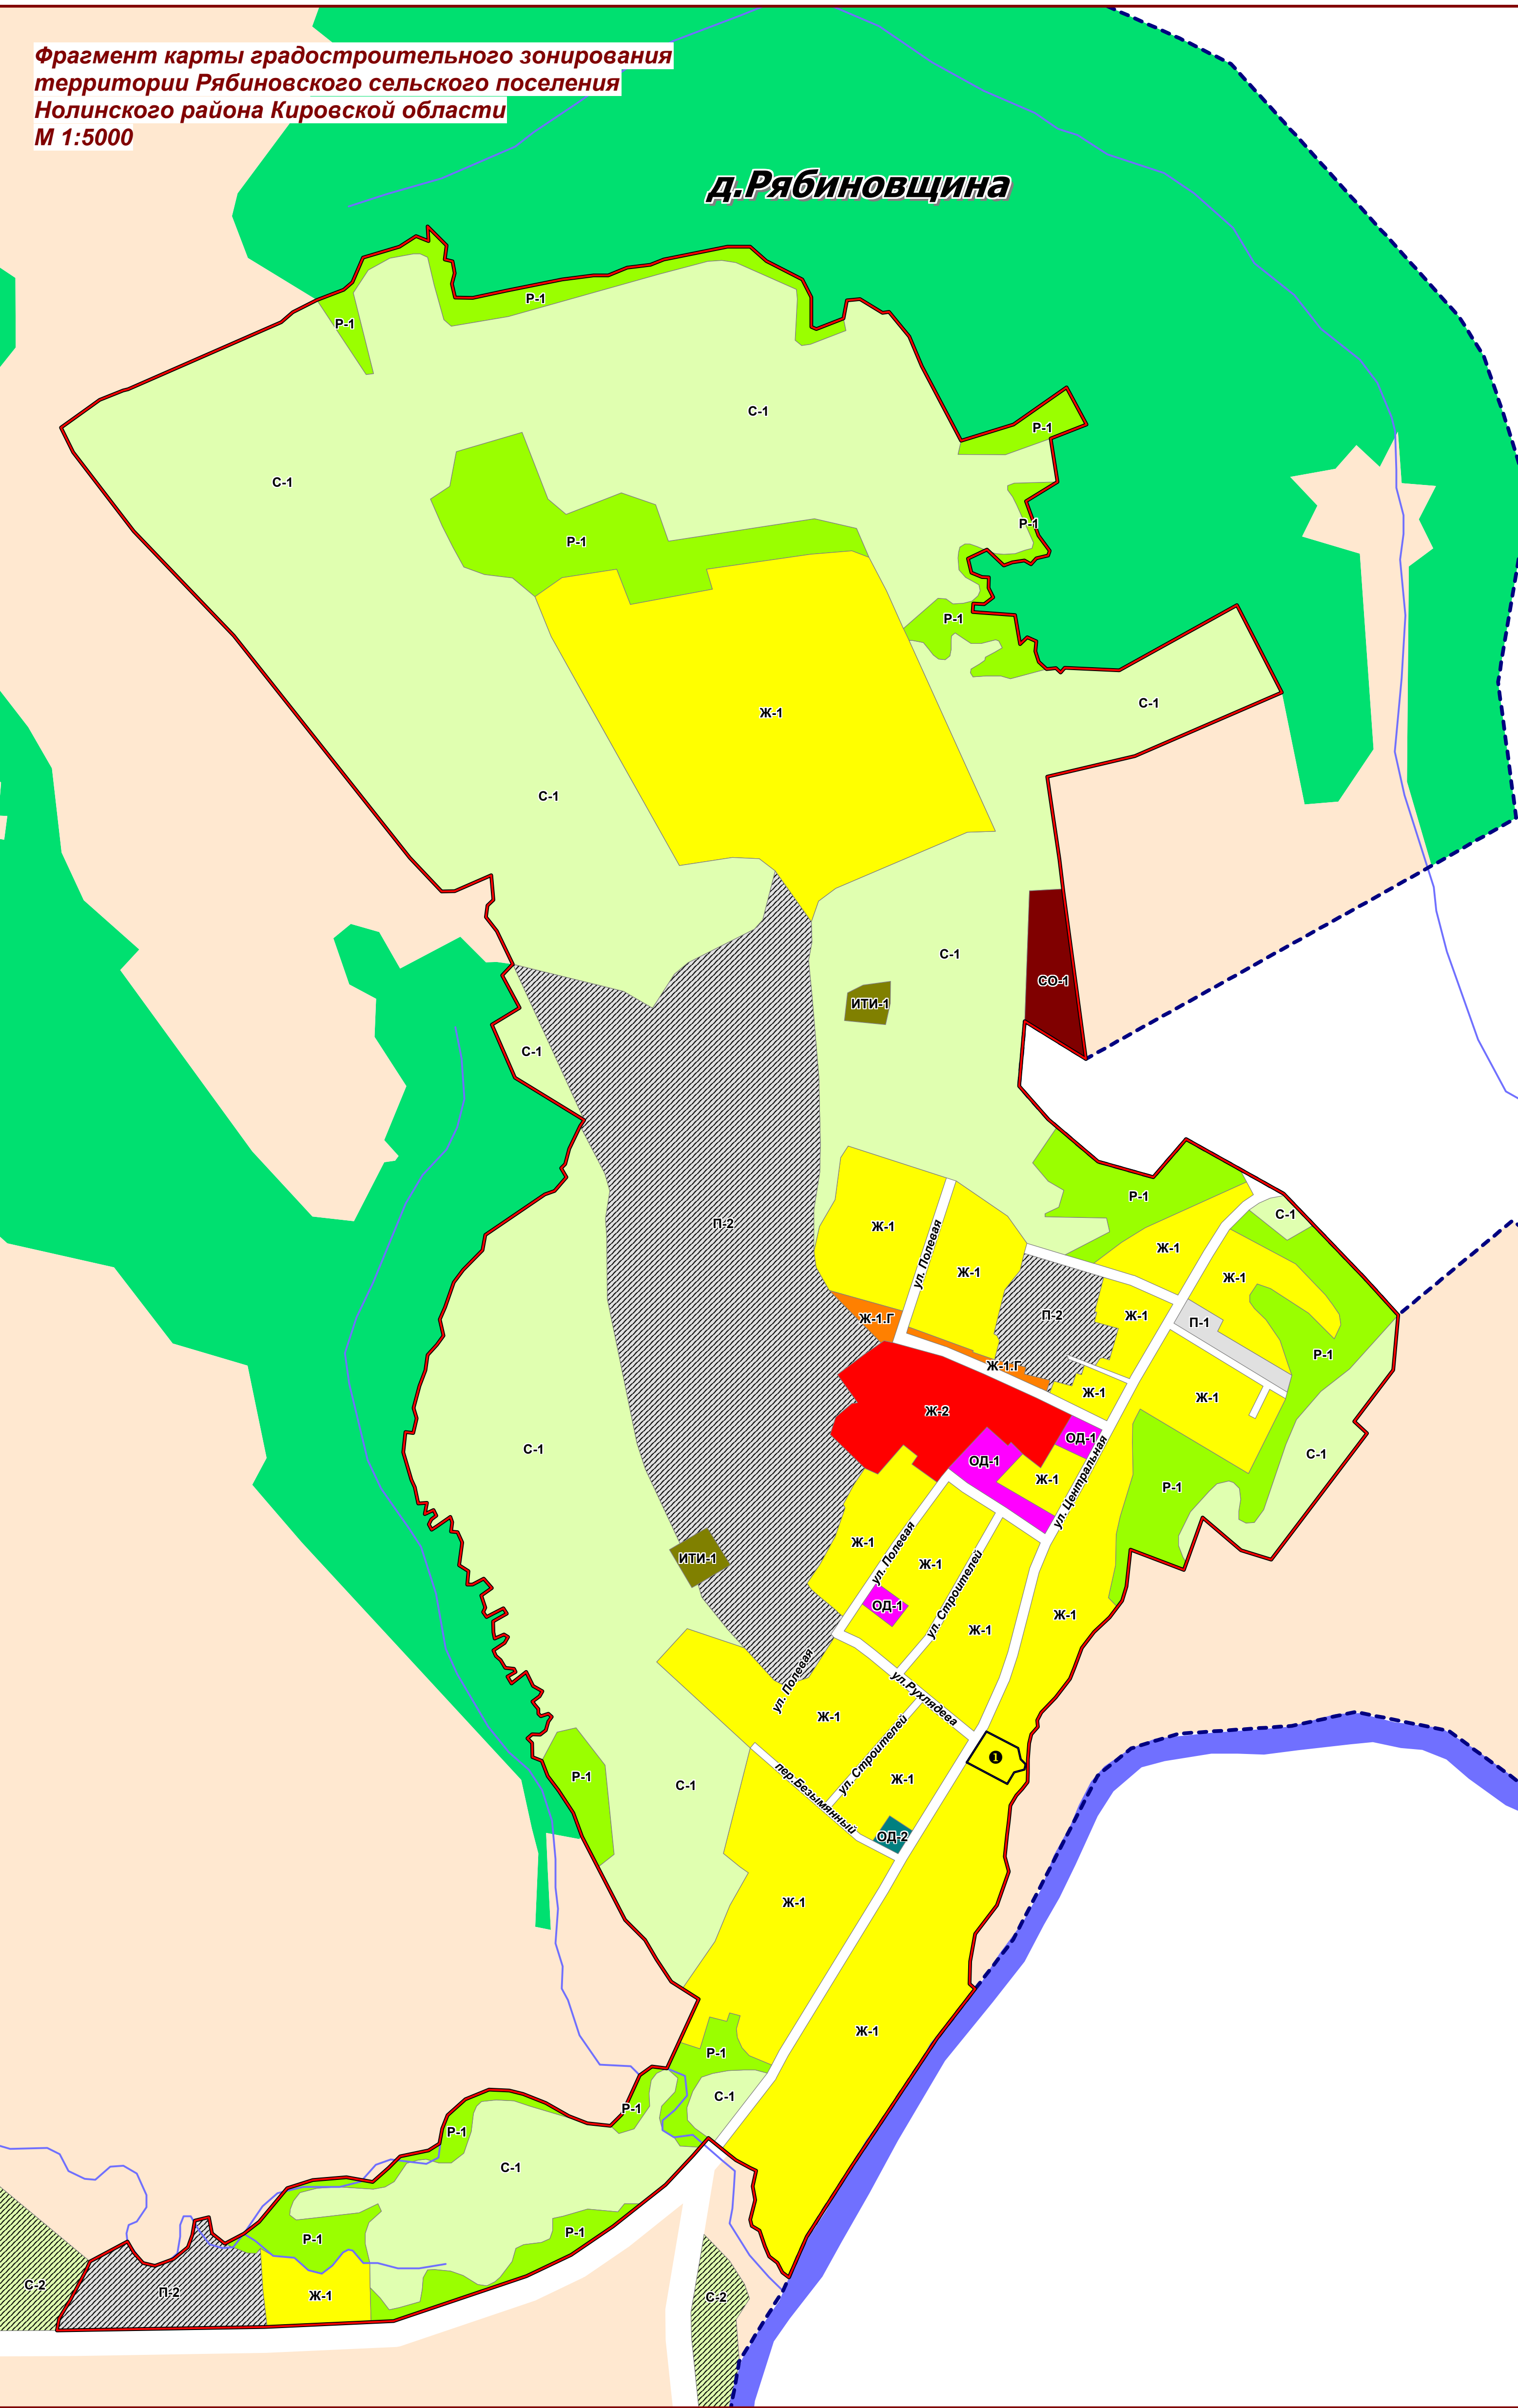 Фрагмент карты градостроительного зонирования
территории Рябиновского сельского поселения
Нолинского района Кировской области
М 1:5000
д.Рябиновщина
Р-1
Р-1
С-1
Р-1
С-1
Р-1
Р-1
Р-1
С-1
Ж-1
С-1
С-1
СО-1
ИТИ-1
С-1
Р-1
С-1
П-2
Ж-1
ул. Полевая
Ж-1
Ж-1
Ж-1
Ж-1.Г
П-2
Ж-1
П-1
Р-1
Ж-1.Г
Ж-1
Ж-1
Ж-2
ОД-1
С-1
С-1
ОД-1
Ж-1
ул. Центральная
Р-1
Ж-1
ул. Полевая
ИТИ-1
Ж-1
ул. Строителей
ОД-1
Ж-1
Ж-1
ул. Полевая
ул.Рухлядева
Ж-1
ул. Строителей
1
Р-1
С-1
пер.Безымянный
Ж-1
ОД-2
Ж-1
Ж-1
Р-1
С-1
Р-1
Р-1
С-1
Р-1
Р-1
С-2
П-2
Ж-1
С-2